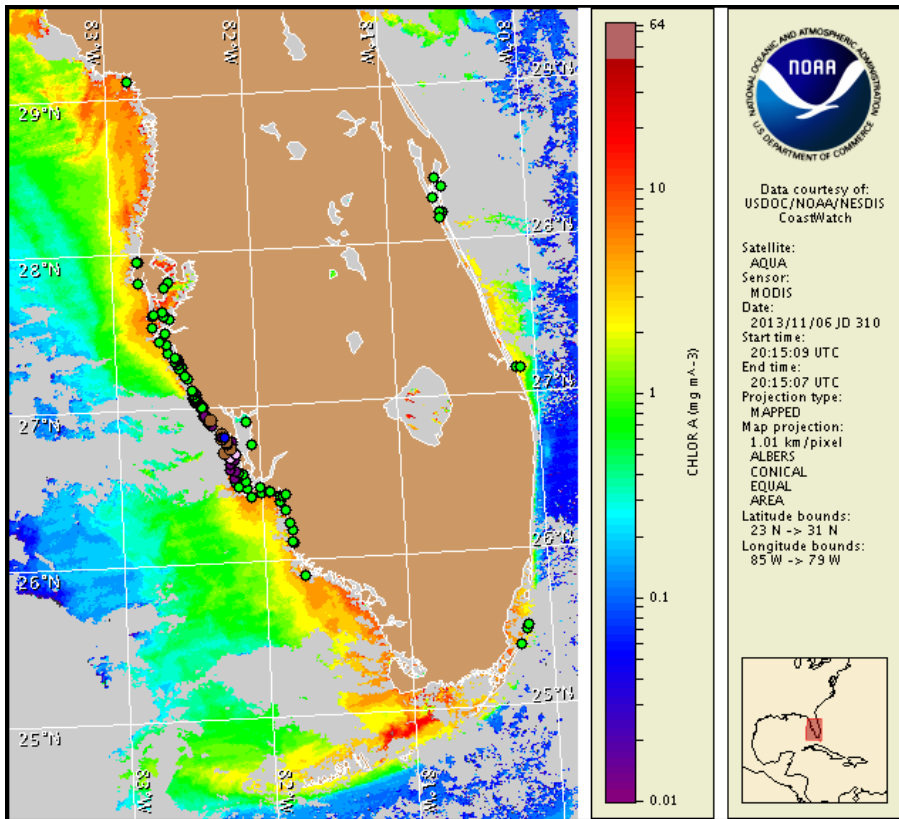 83°W
82°W
81°W
80°W
29°N
29°N
28°N
28°N
27°N
27°N
26°N
26°N
25°N
25°N
83°W
82°W
81°W
64
10
1
0.1
0.01
CHLOR A (mg m^-3)
NATIONAL OCEANIC AND ATMOSPHERIC ADMINISTRATION
NOAA
U.S. DEPARTMENT OF COMMERCE
Data courtesy of:
USDOC/NOAA/NESDIS
CoastWatch
Satellite:
AQUA
Sensor:
MODIS
Date:
2013/11/06 JD 310
Start time:
20:15:09 UTC
End time:
20:15:07 UTC
Projection type:
MAPPED
Map projection:
1.01 km/pixel
ALBERS
CONICAL
EQUAL
AREA
Latitude bounds:
23 N -> 31 N
Longitude bounds:
85 W -> 79 W